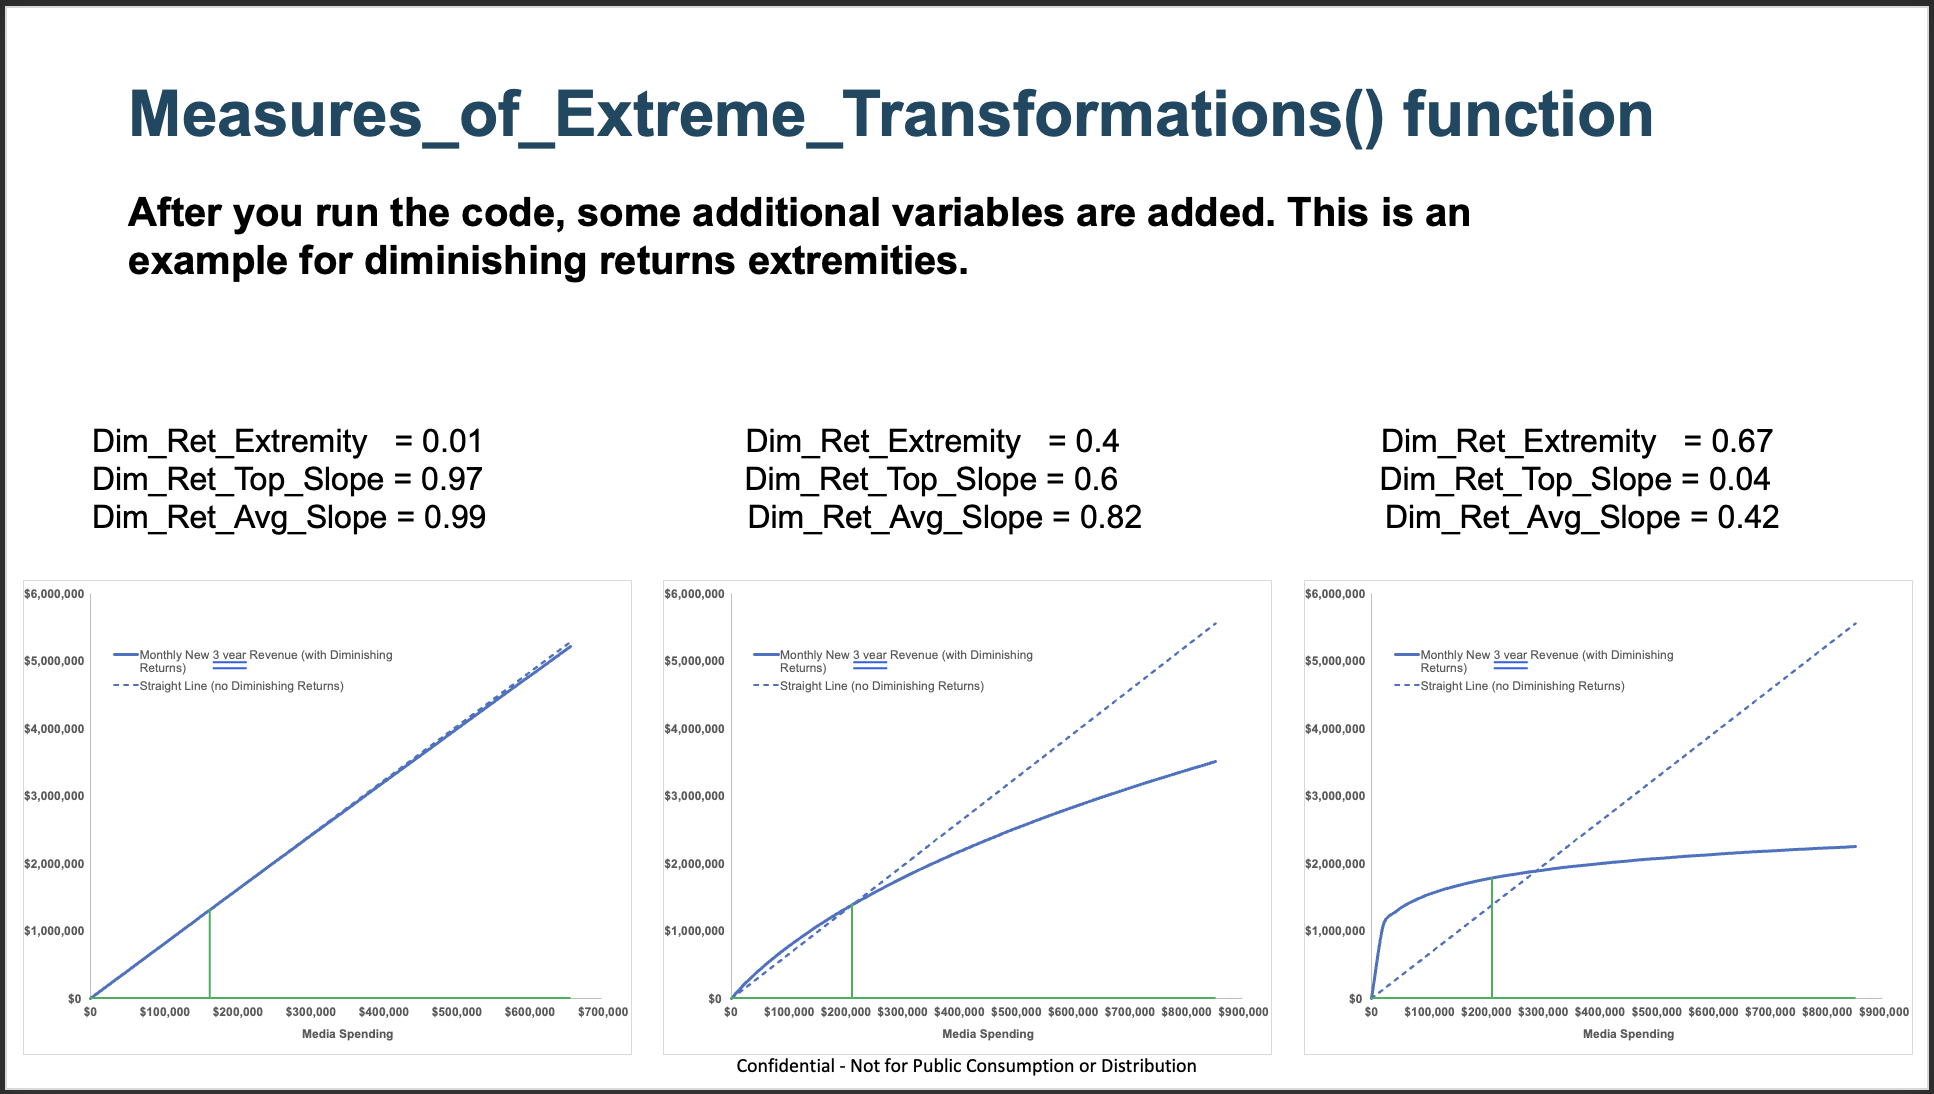 Measures_of_Extreme_Transformations() function
After you run the code, some additional variables are added. This is an
example for diminishing returns extremities.
Dim_Ret_Extremity = 0.01
Dim_Ret_Top_Slope = 0.97
Dim_Ret_Avg_Slope = 0.99
Dim_Ret_Extremity = 0.4
Dim_Ret_Top_Slope = 0.6
Dim_Ret_Avg_Slope = 0.82
Dim_Ret_Extremity = 0.67
Dim_Ret_Top_Slope = 0.04
Dim_Ret_Avg_Slope = 0.42
$6,000,000
Monthly New 3 year Revenue (with Diminishing
Returns)
Straight Line (no Diminishing Returns)
$5,000,000
$4,000,000
$3,000,000
$2,000,000
$1,000,000
$0
$0 $100,000 $200,000 $300,000 $400,000 $500,000 $600,000 $700,000
Media Spending
$6,000,000
Monthly New 3 year Revenue (with Diminishing
Returns)
Straight Line (no Diminishing Returns)
$5,000,000
$4,000,000
$3,000,000
$2,000,000
$1,000,000
$0
$0 $100,000 $200,000 $300,000 $400,000 $500,000 $600,000 $700,000 $800,000 $900,000
Media Spending
$6,000,000
Monthly New 3 year Revenue (with Diminishing
Returns)
Straight Line (no Diminishing Returns)
$5,000,000
$4,000,000
$3,000,000
$2,000,000
$1,000,000
$0
$0 $100,000 $200,000 $300,000 $400,000 $500,000 $600,000 $700,000 $800,000 $900,000
Media Spending
Confidential - Not for Public Consumption or Distribution